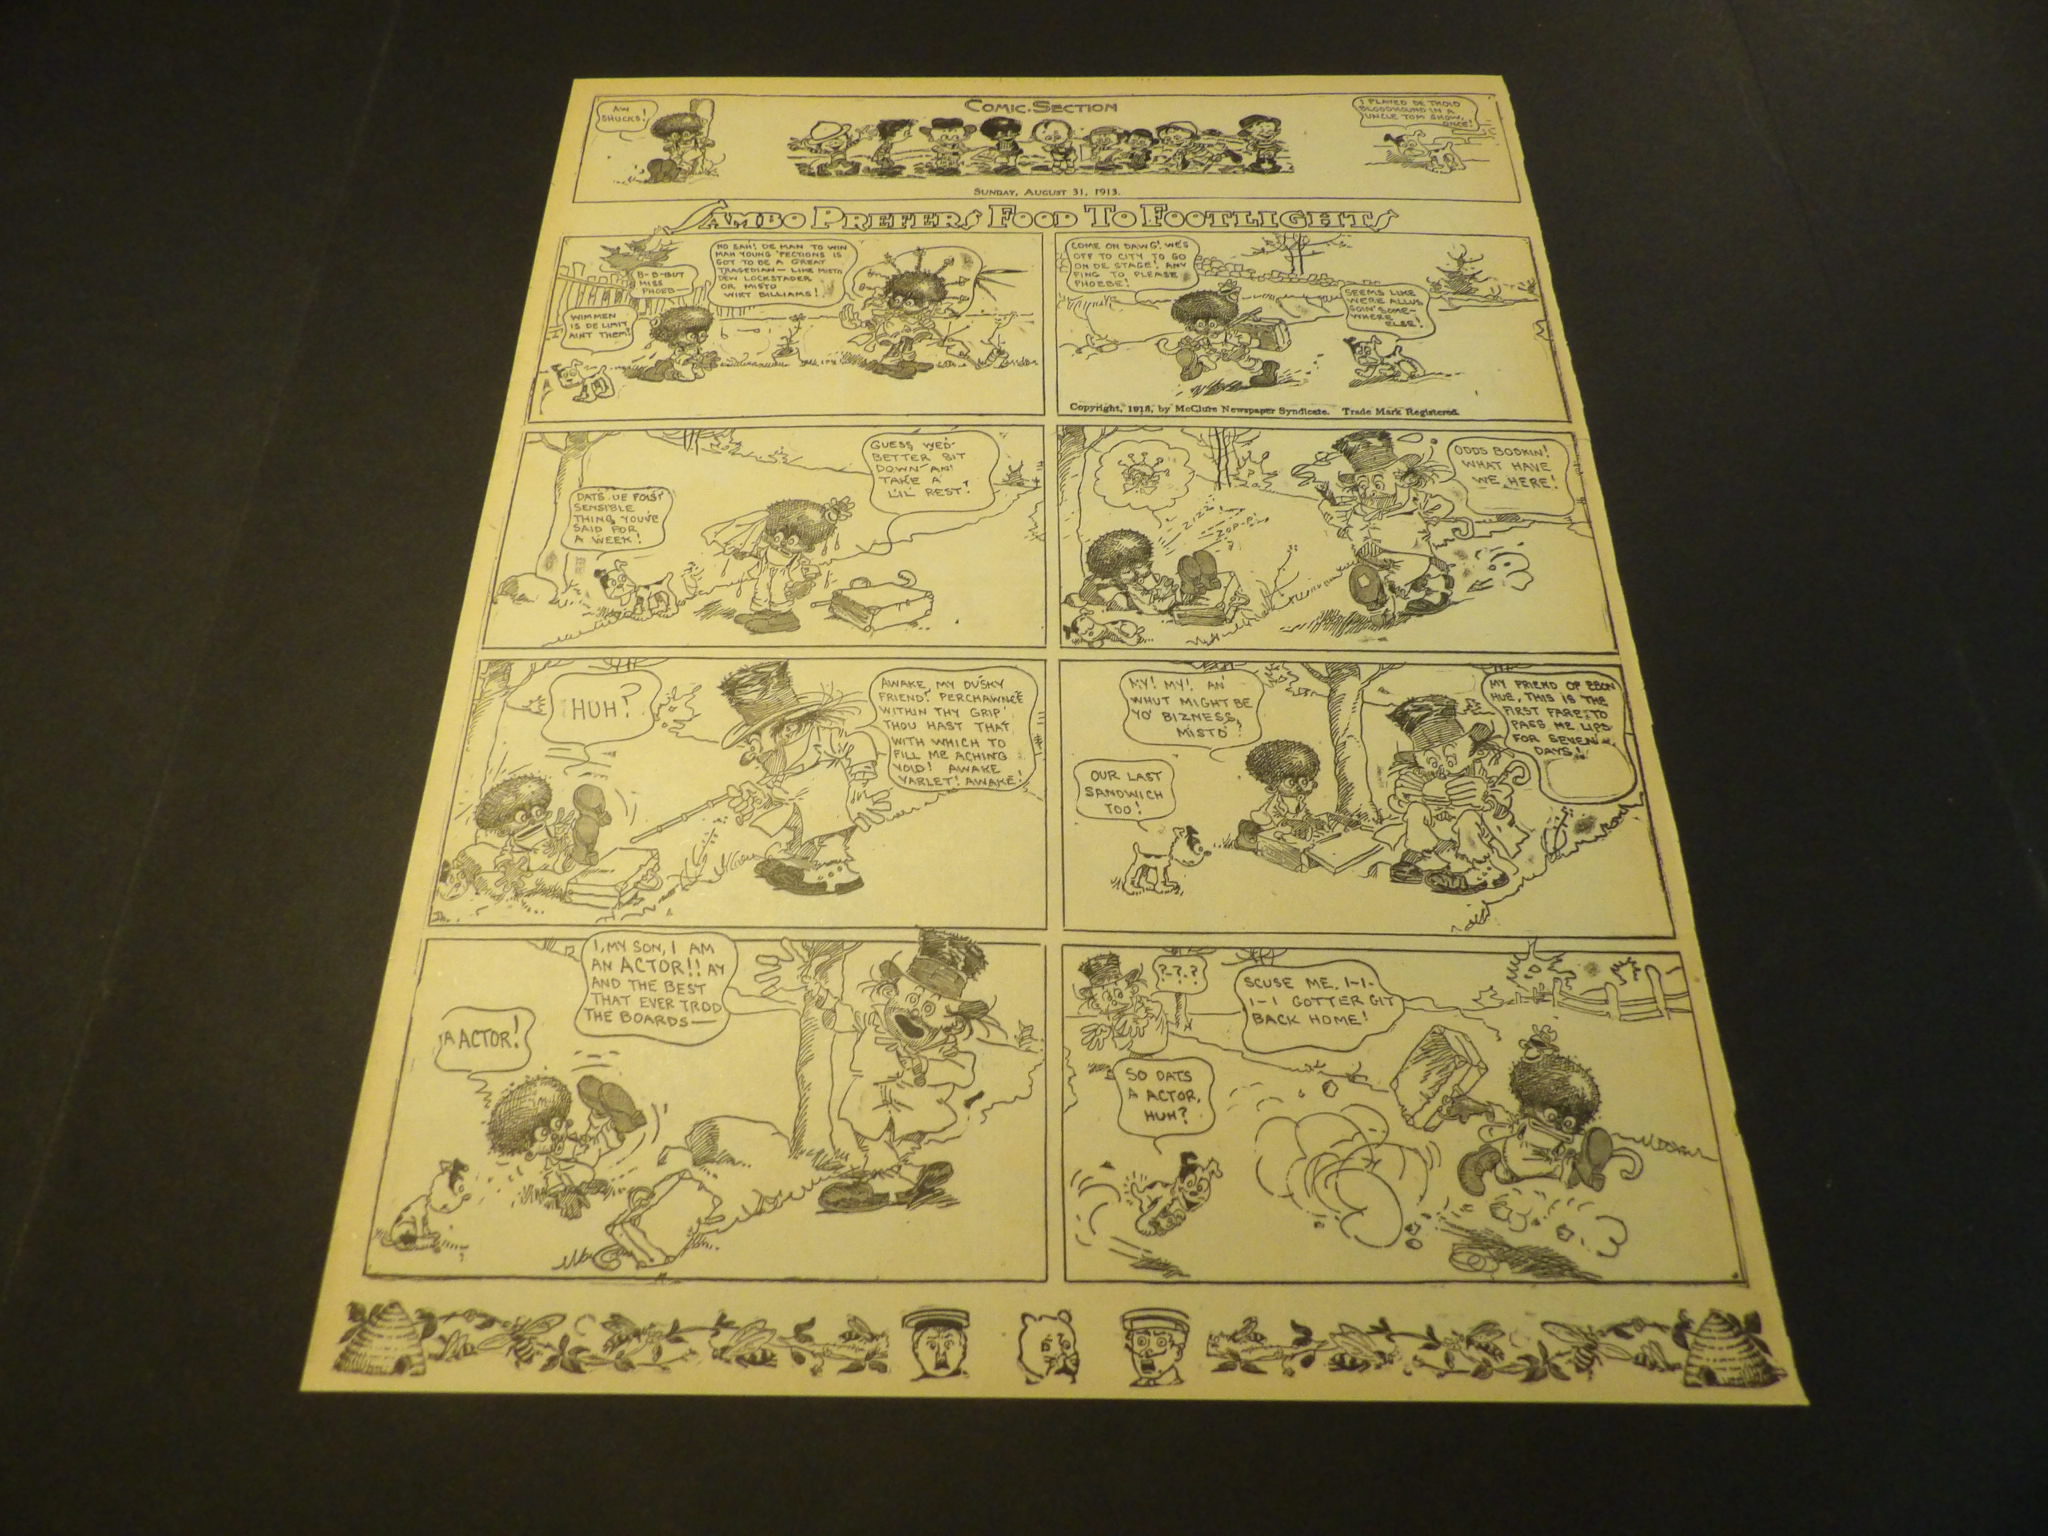 AW
SHUCKS!
COMIC SECTION
I PLAYED DE THOID
BLOODHOUND IN A
UNCLE TOM SHOW,
ONCE!
SUNDAY, AUGUST 31, 1913.
SAMBO PREFERS FOOD TO FOOTLIGHTS
WIMMEN
IS DE LIMIT
AINT THEM!
B-B-BUT
MISS
PHOEB—
NO SAH! DE MAN TO WIN
MAH YOUNG 'FECTIONS IS
GOT TO BE A GREAT
TRAGEDIAN — LIKE MISTO
DEW LOCKSTADER
OR MISTO
WIET BILLIAMS!
COME ON DAWG! WE'S
OFF TO CITY TO GO
ON DE STAGE! ANY
FING TO PLEASE
PHOEBE!
SEEMS LIKE
WE'RE ALLUS
GOIN' SOME-
WHERE
ELSE!
Copyright, 1913, by McClure Newspaper Syndicate. Trade Mark Registered.
DATS DE FOIST
SENSIBLE
THING YOU'VE
SAID FOR
A WEEK!
GUESS WE'D
BETTER SIT
DOWN AN'
TAKE A
LIL' REST!
ZIZZ!
ZOP-P!
ODDS BODKIN!
WHAT HAVE
WE HERE!
HUH?
AWAKE, MY DUSKY
FRIEND! PERCHAWNCE
WITHIN THY GRIP
THOU HAST THAT
WITH WHICH TO
FILL ME ACHING
VOID! AWAKE
VARLET! AWAKE!
MY! MY! AN'
WHUT MIGHT BE
YO' BIZNESS,
MISTO
OUR LAST
SANDWICH
TOO!
MY FRIEND OF EBON
HUE, THIS IS THE
FIRST FARE TO
PASS ME LIPS
FOR SEVEN
DAYS!
A ACTOR!
I, MY SON, I AM
AN ACTOR!! AY
AND THE BEST
THAT EVER TROD
THE BOARDS—
?-?-?
SCUSE ME, I-I-
I-I GOTTER GIT
BACK HOME!
SO DATS
A ACTOR,
HUH?